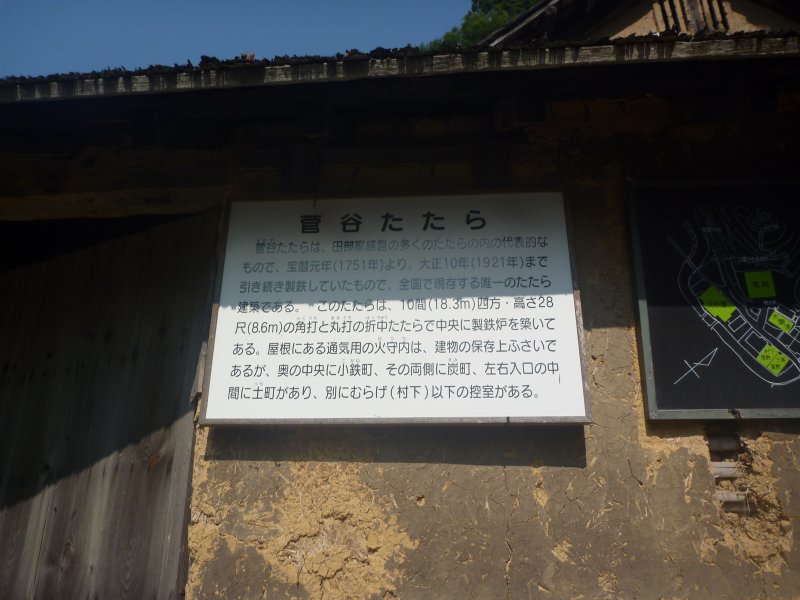 菅谷たたら
菅谷たたらは、田部家経営の多くのたたらの内の代表的な
もので、宝暦元年(1751年)より、大正10年(1921年)まで
引き続き製鉄していたもので、全国で現存する唯一のたたら
建築である。 このたたらは、10間(18.3m)四方・高さ28
尺(8.6m)の角打と丸打の折中たたらで中央に製鉄炉を築いて
ある。屋根にある通気用の火守内は、建物の保存上ふさいで
あるが、奥の中央に小鉄町、その両側に炭町、左右入口の中
間に土町があり、別にむらげ(村下)以下の控室がある。